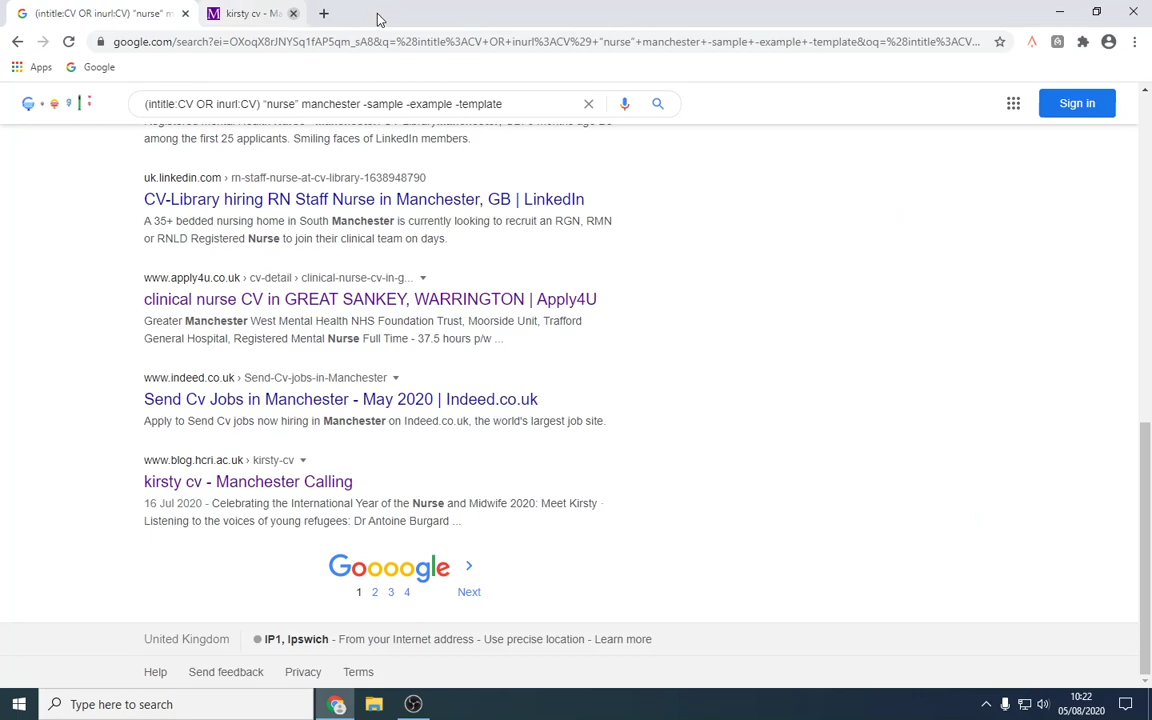 (intitle:CV OR inurl:CV) "nurse" m
kirsty cv - Ma
google.com/search?ei=OXoqX8rJNYSq1fAP5qm_sA8&q=%28intitle%3ACV+OR+inurl%3ACV%29+"nurse"+manchester+-sample+-example+-template&oq=%28intitle%3ACV...
Apps
Google
(intitle:CV OR inurl:CV) "nurse" manchester -sample -example -template
Sign in
among the first 25 applicants. Smiling faces of LinkedIn members.
uk.linkedin.com › rn-staff-nurse-at-cv-library-1638948790
CV-Library hiring RN Staff Nurse in Manchester, GB | LinkedIn
A 35+ bedded nursing home in South Manchester is currently looking to recruit an RGN, RMN
or RNLD Registered Nurse to join their clinical team on days.
www.apply4u.co.uk › cv-detail › clinical-nurse-cv-in-g...
clinical nurse CV in GREAT SANKEY, WARRINGTON | Apply4U
Greater Manchester West Mental Health NHS Foundation Trust, Moorside Unit, Trafford
General Hospital, Registered Mental Nurse Full Time - 37.5 hours p/w ...
www.indeed.co.uk › Send-Cv-jobs-in-Manchester
Send Cv Jobs in Manchester - May 2020 | Indeed.co.uk
Apply to Send Cv jobs now hiring in Manchester on Indeed.co.uk, the world's largest job site.
www.blog.hcri.ac.uk › kirsty-cv
kirsty cv - Manchester Calling
16 Jul 2020 - Celebrating the International Year of the Nurse and Midwife 2020: Meet Kirsty ·
Listening to the voices of young refugees: Dr Antoine Burgard ...
Goooogle >
1 2 3 4 Next
United Kingdom IP1, Ipswich - From your Internet address - Use precise location - Learn more
Help Send feedback Privacy Terms
Type here to search
10:22
05/08/2020